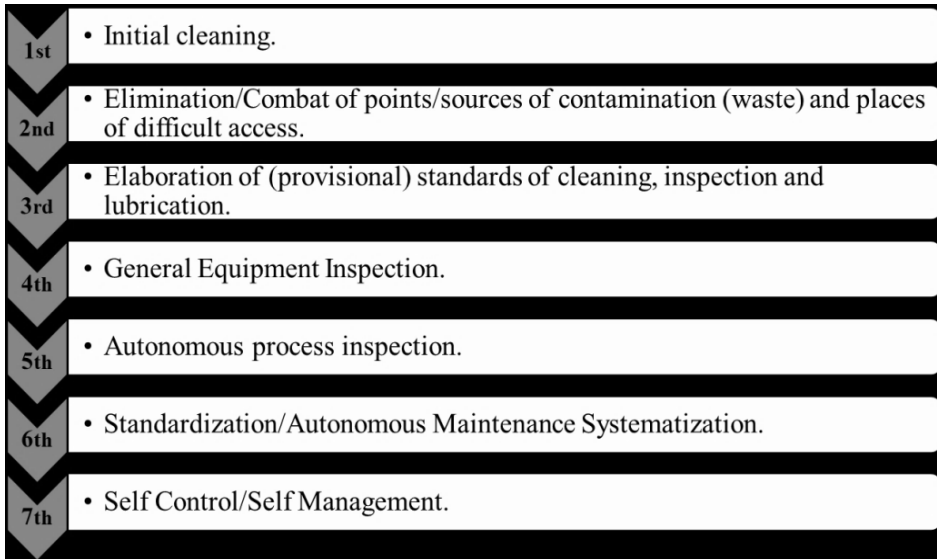 1st
• Initial cleaning.
2nd
• Elimination/Combat of points/sources of contamination (waste) and places
of difficult access.
3rd
• Elaboration of (provisional) standards of cleaning, inspection and
lubrication.
4th
• General Equipment Inspection.
5th
• Autonomous process inspection.
6th
• Standardization/Autonomous Maintenance Systematization.
7th
• Self Control/Self Management.